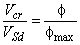 V_cr / V_Sd = ϕ / ϕ_max